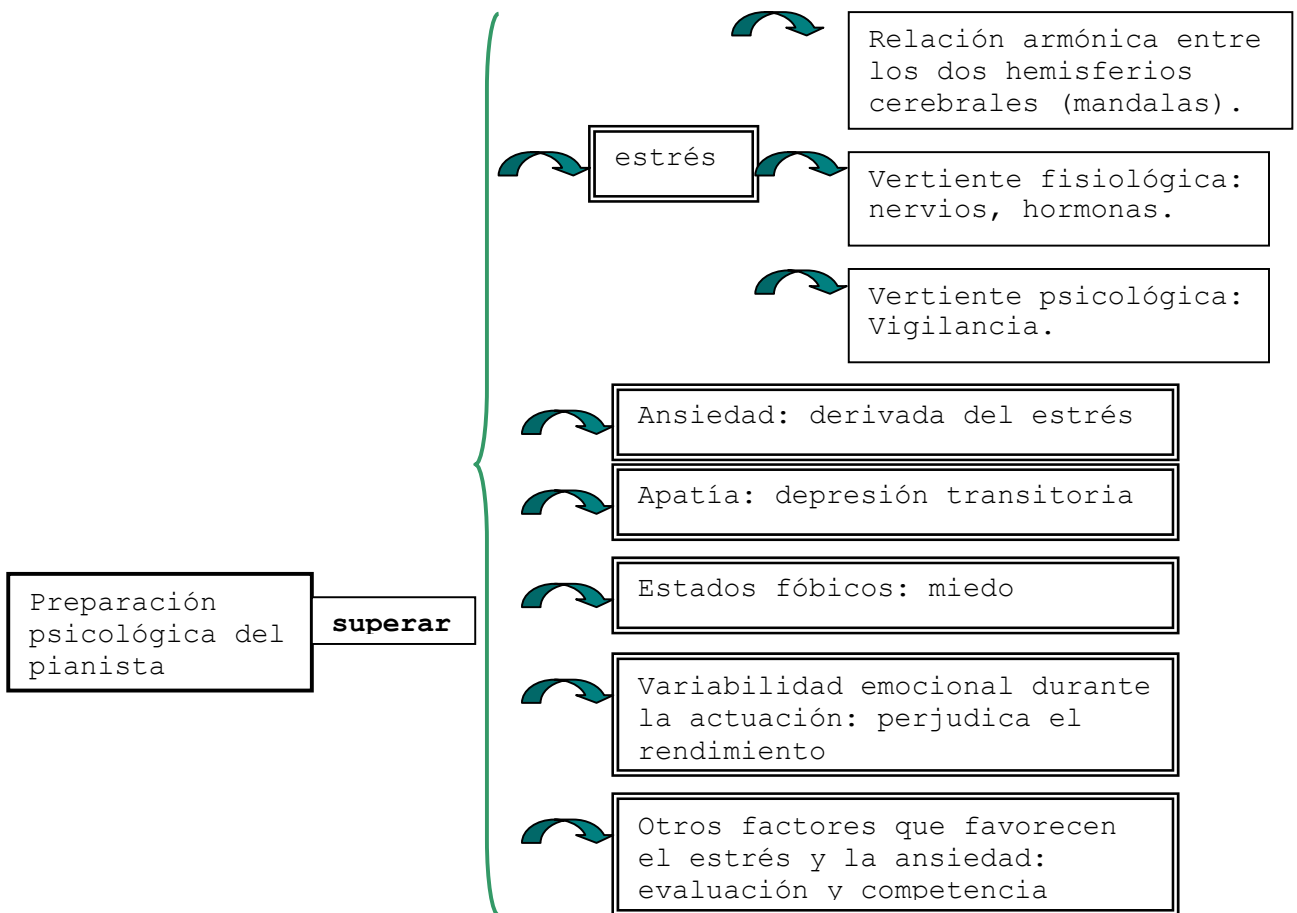 Relación armónica entre
los dos hemisferios
cerebrales (mandalas).
estrés
Vertiente fisiológica:
nervios, hormonas.
Vertiente psicológica:
Vigilancia.
Ansiedad: derivada del estrés
Apatía: depresión transitoria
Estados fóbicos: miedo
Preparación
psicológica del
pianista
superar
Variabilidad emocional durante
la actuación: perjudica el
rendimiento
Otros factores que favorecen
el estrés y la ansiedad:
evaluación y competencia